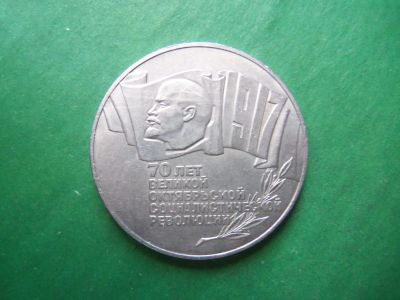 1917
70 ЛЕТ
ВЕЛИКОЙ
ОКТЯБРЬСКОЙ
СОЦИАЛИСТИЧЕСКОЙ
РЕВОЛЮЦИИ